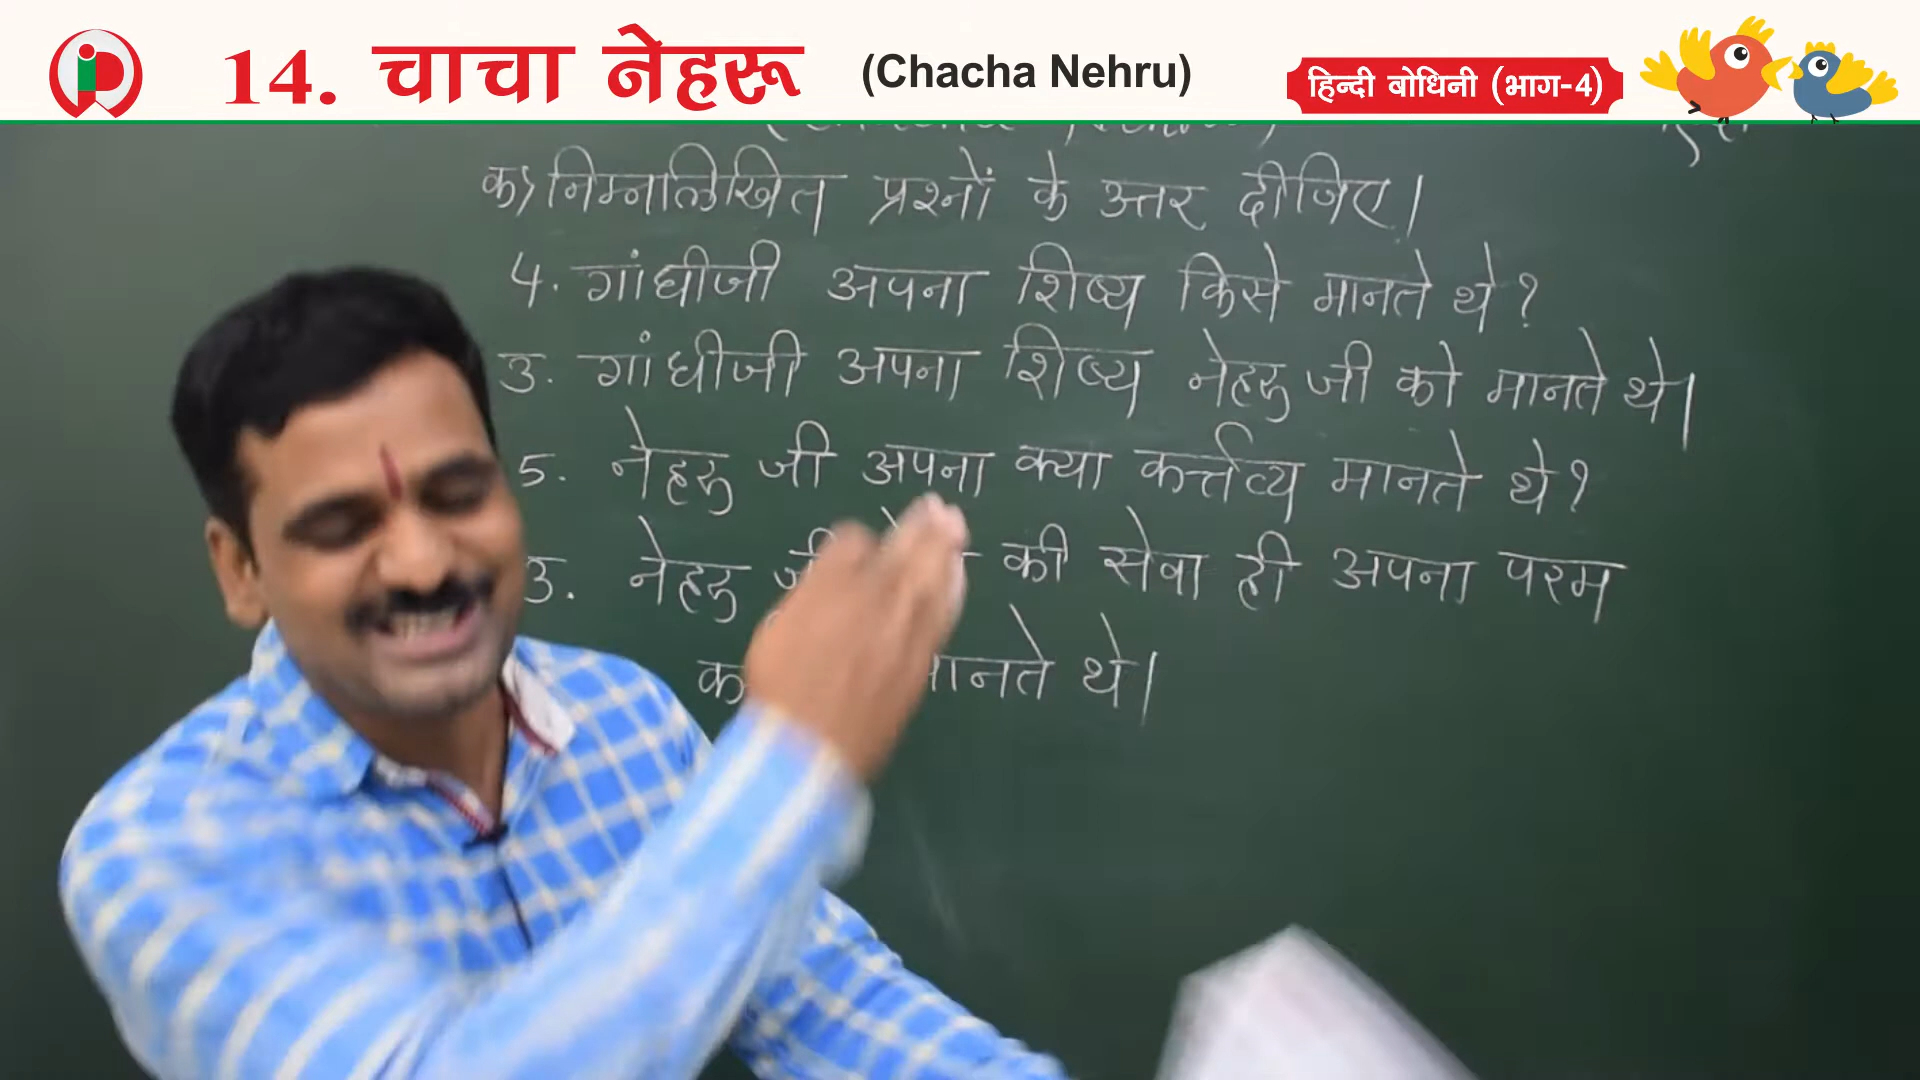 14. चाचा नेहरू (Chacha Nehru)
हिन्दी बोधिनी (भाग-4)
क) निम्नलिखित प्रश्नों के उत्तर दीजिए।
4. गांधीजी अपना शिष्य किसे मानते थे?
उ. गांधीजी अपना शिष्य नेहरु जी को मानते थे।
5. नेहरु जी अपना क्या कर्त्तव्य मानते थे?
उ. नेहरु जी की सेवा ही अपना परम
मानते थे।